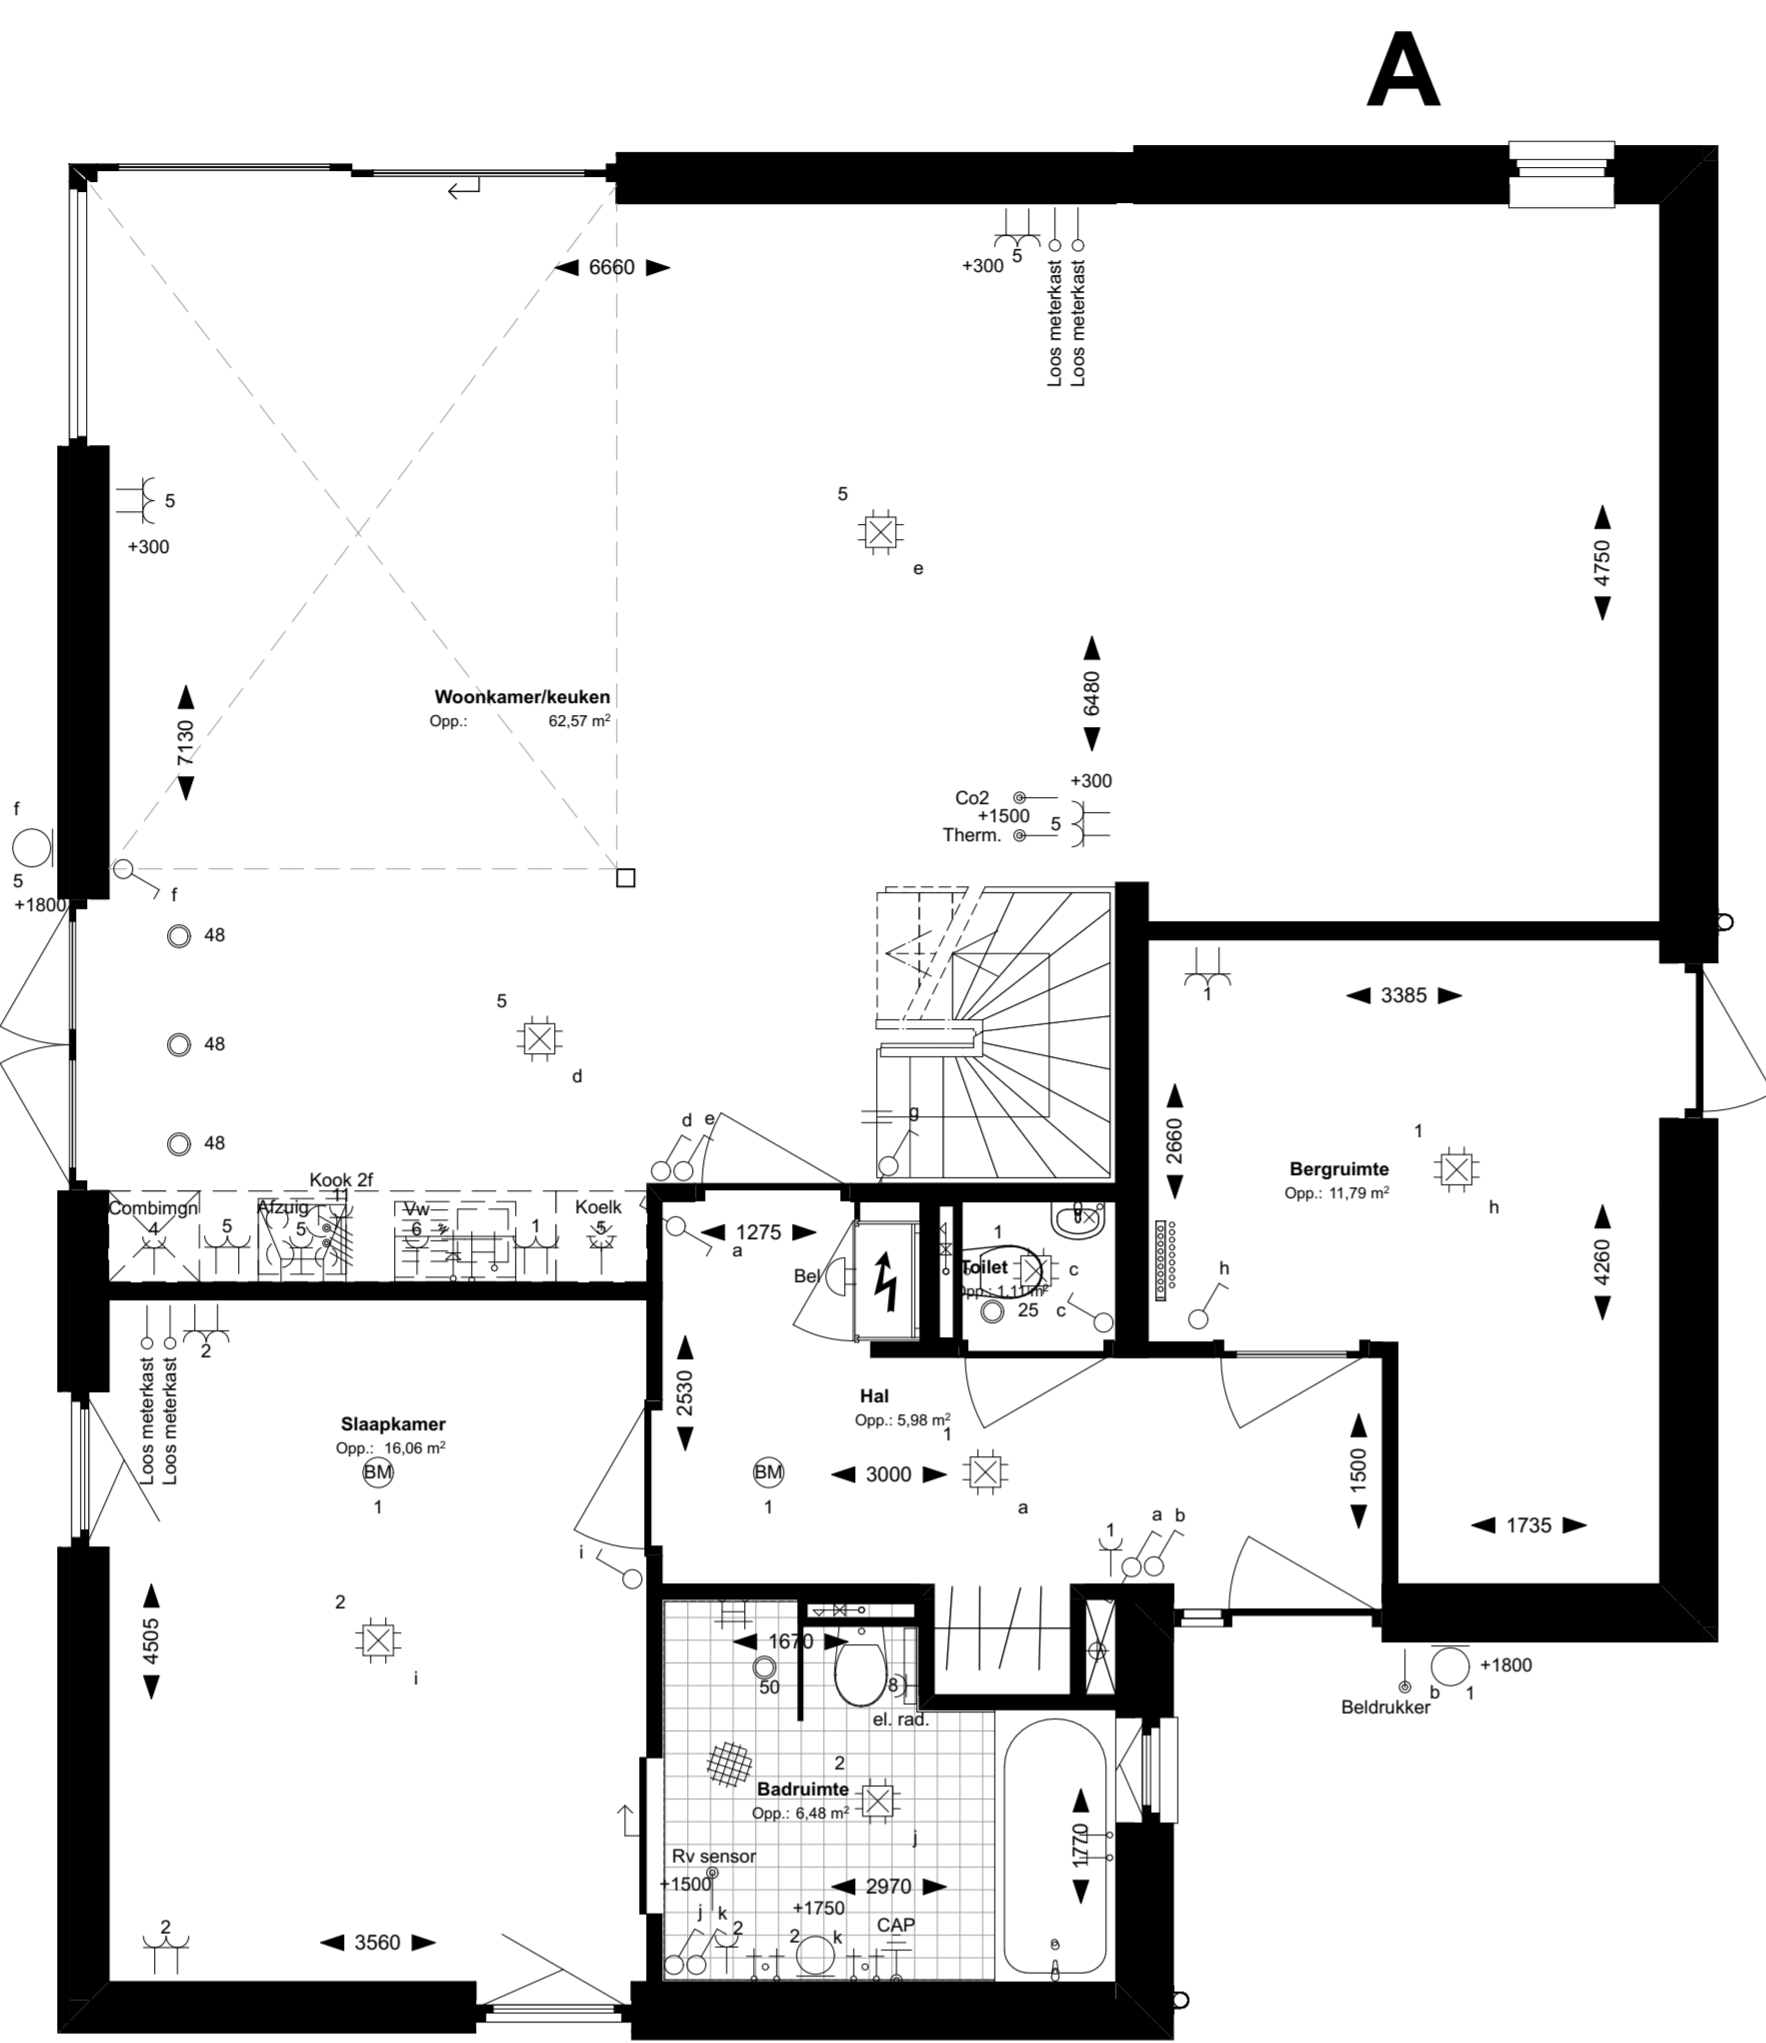 A
6660
+300
5
Loos meterkast
Loos meterkast
5
+300
5
e
4750
Woonkamer/keuken
Opp.: 62,57 m²
7130
6480
+300
Co2
+1500
5
Therm.
f
5
+1800
f
48
48
48
5
d
d e
g
1
3385
2660
1
Bergruimte
Opp.: 11,79 m²
h
4260
h
Kook 2f
11
Combimgn
4
5
Afzuig
5
Vw
6
1
Koelk
5
1275
a
Bel
1
Toilet
Opp.: 1,11 m²
c
25
c
2
Loos meterkast
Loos meterkast
Slaapkamer
Opp.: 16,06 m²
BM
1
2530
Hal
Opp.: 5,98 m²
1
BM
1
3000
a
1500
1735
1
a b
i
4505
2
i
1670
50
8
el. rad.
+1800
b 1
Beldrukker
2
Badruimte
Opp.: 6,48 m²
j
1770
Rv sensor
+1500
2970
+1750
j k
2
2
k
CAP
2
3560